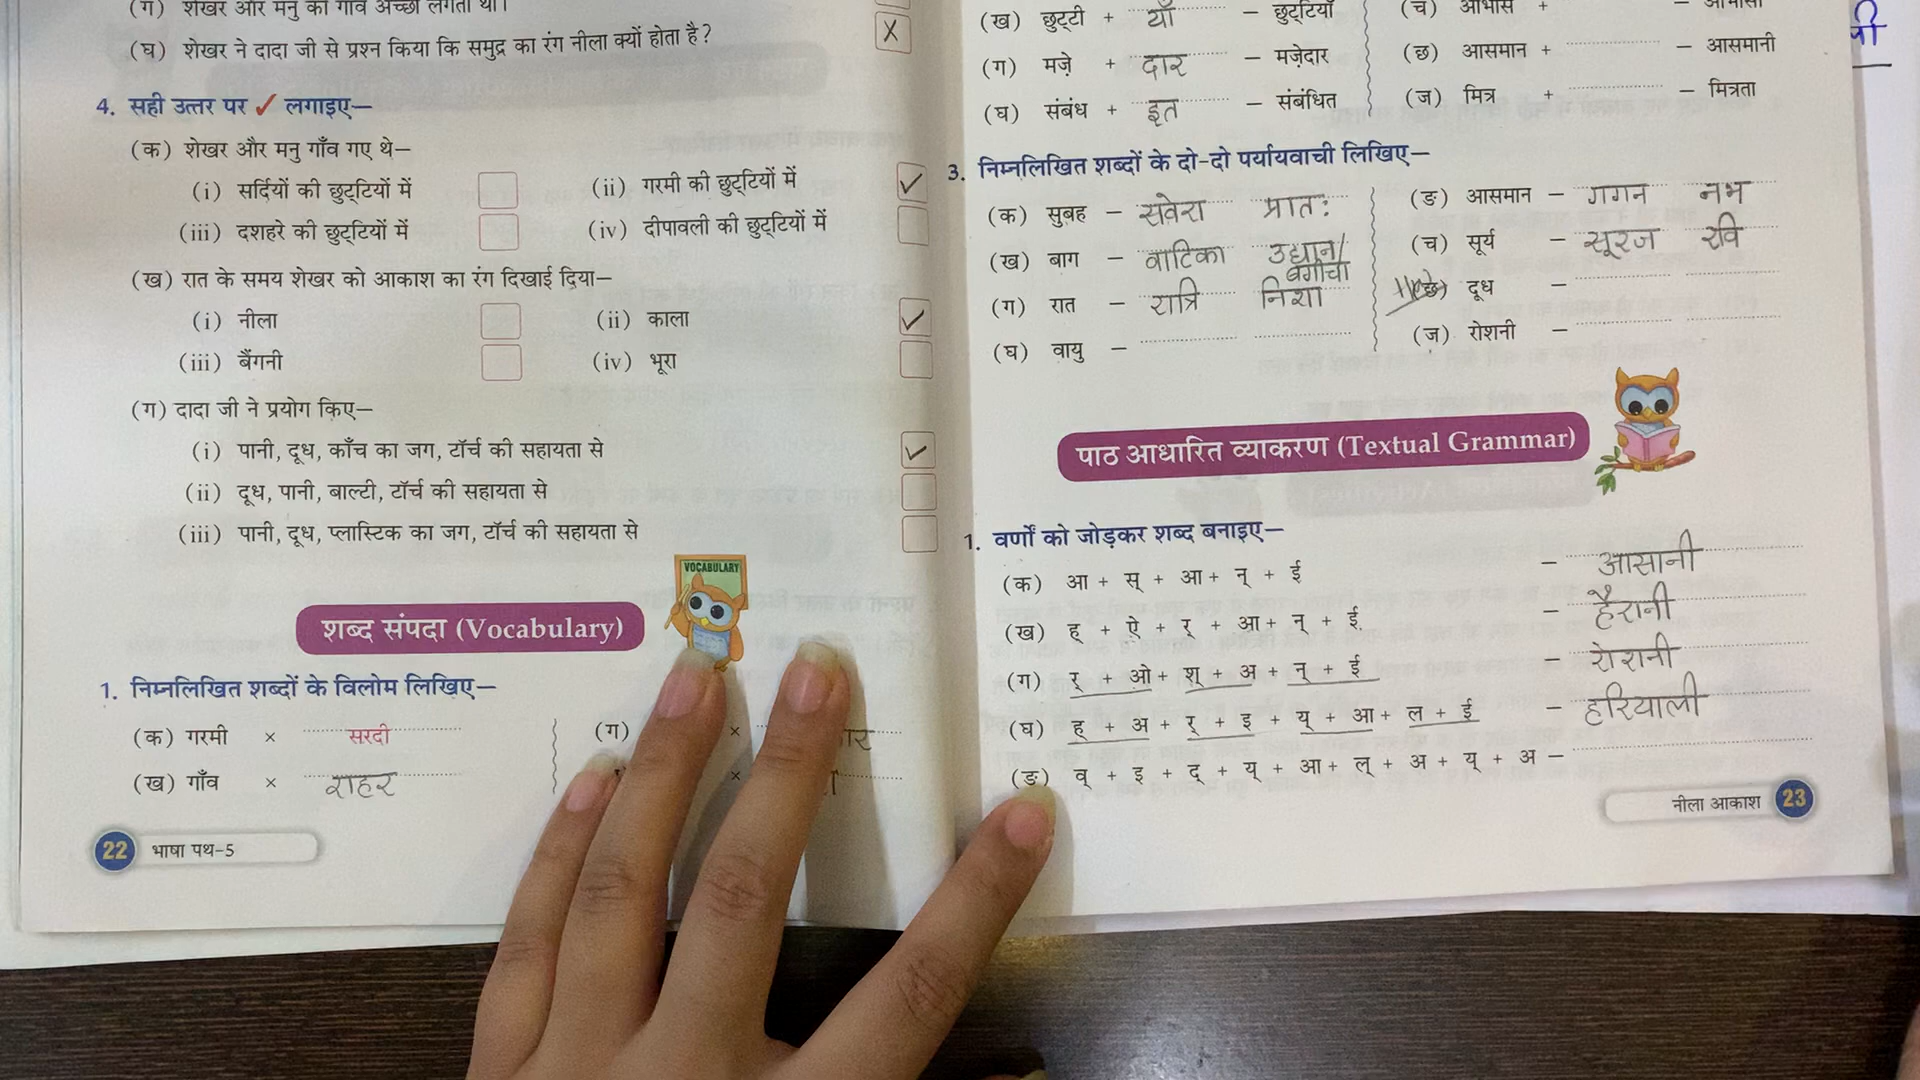 (ग) शेखर और मनु को गाँव अच्छा लगता था।
(घ) शेखर ने दादा जी से प्रश्न किया कि समुद्र का रंग नीला क्यों होता है? X
4. सही उत्तर पर ✓ लगाइए—
(क) शेखर और मनु गाँव गए थे—
(i) सर्दियों की छुट्टियों में (ii) गरमी की छुट्टियों में ✓
(iii) दशहरे की छुट्टियों में (iv) दीपावली की छुट्टियों में
(ख) रात के समय शेखर को आकाश का रंग दिखाई दिया—
(i) नीला (ii) काला ✓
(iii) बैंगनी (iv) भूरा
(ग) दादा जी ने प्रयोग किए—
(i) पानी, दूध, काँच का जग, टॉर्च की सहायता से ✓
(ii) दूध, पानी, बाल्टी, टॉर्च की सहायता से
(iii) पानी, दूध, प्लास्टिक का जग, टॉर्च की सहायता से
VOCABULARY
शब्द संपदा (Vocabulary)
1. निम्नलिखित शब्दों के विलोम लिखिए—
(क) गरमी × सरदी (ग) ×
(ख) गाँव × शहर ×
22 भाषा पथ-5
(ख) छुट्टी + याँ – छुट्टियाँ (च) आभास + –
(ग) मज़े + दार – मज़ेदार (छ) आसमान + – आसमानी
(घ) संबंध + इत – संबंधित (ज) मित्र + – मित्रता
3. निम्नलिखित शब्दों के दो-दो पर्यायवाची लिखिए—
(क) सुबह – सवेरा प्रातः (ङ) आसमान – गगन नभ
(ख) बाग – वाटिका उद्यान/ बगीचा (च) सूर्य – सूरज रवि
(ग) रात – रात्रि निशा (छ) दूध –
(घ) वायु – (ज) रोशनी –
पाठ आधारित व्याकरण (Textual Grammar)
1. वर्णों को जोड़कर शब्द बनाइए—
(क) आ + स् + आ + न् + ई – आसानी
(ख) ह् + ऐ + र् + आ + न् + ई – हैरानी
(ग) र् + ओ + श् + अ + न् + ई – रोशनी
(घ) ह् + अ + र् + इ + य् + आ + ल + ई – हरियाली
(ङ) व् + इ + द् + य् + आ + ल् + अ + य् + अ –
नीला आकाश 23